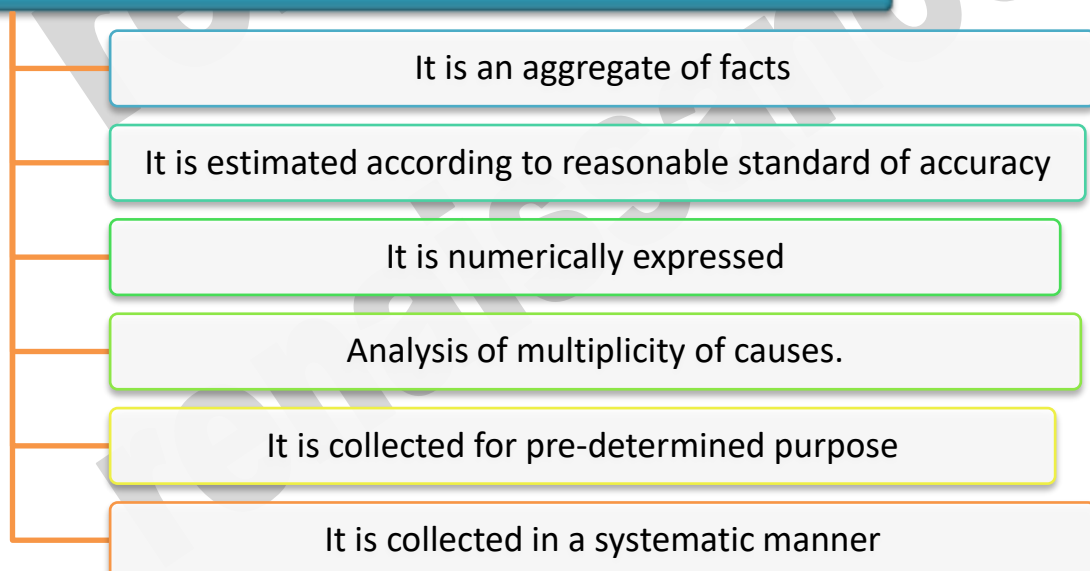 It is an aggregate of facts
It is estimated according to reasonable standard of accuracy
It is numerically expressed
Analysis of multiplicity of causes.
It is collected for pre-determined purpose
It is collected in a systematic manner